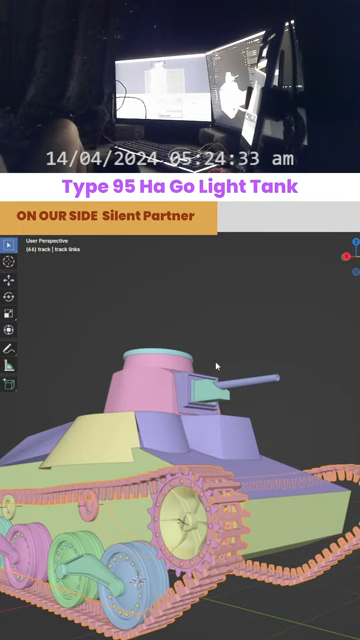 14/04/2024 05:24:33 am
Type 95 Ha Go Light Tank
ON OUR SIDE Silent Partner
User Perspective
(66) track | track links